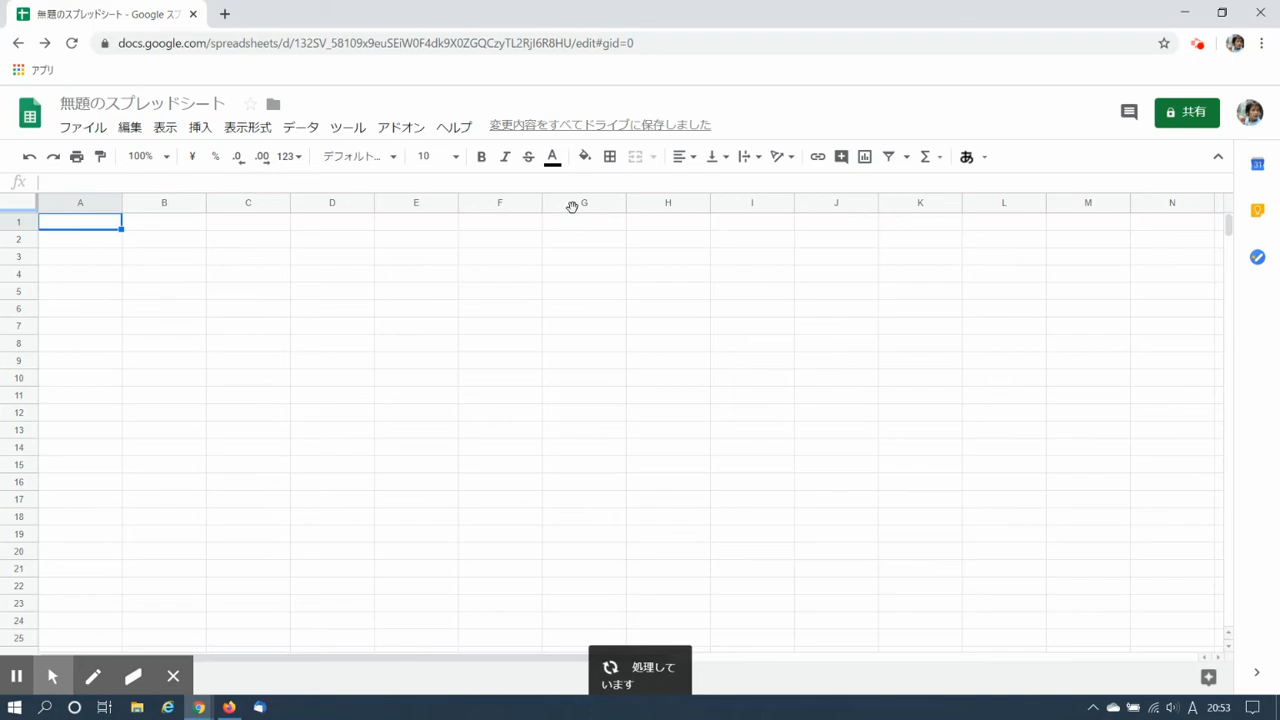 無題のスプレッドシート - Google スプ
docs.google.com/spreadsheets/d/132SV_58109x9euSEiW0F4dk9X0ZGQCzyTL2RjI6R8HU/edit#gid=0
アプリ
無題のスプレッドシート
ファイル 編集 表示 挿入 表示形式 データ ツール アドオン ヘルプ 変更内容をすべてドライブに保存しました
共有
100% ¥ % .0 .00 123 デフォルト... 10 B I S A Σ あ
fx
A B C D E F G H I J K L M N
1
2
3
4
5
6
7
8
9
10
11
12
13
14
15
16
17
18
19
20
21
22
23
24
25
処理して
います
A 20:53
31